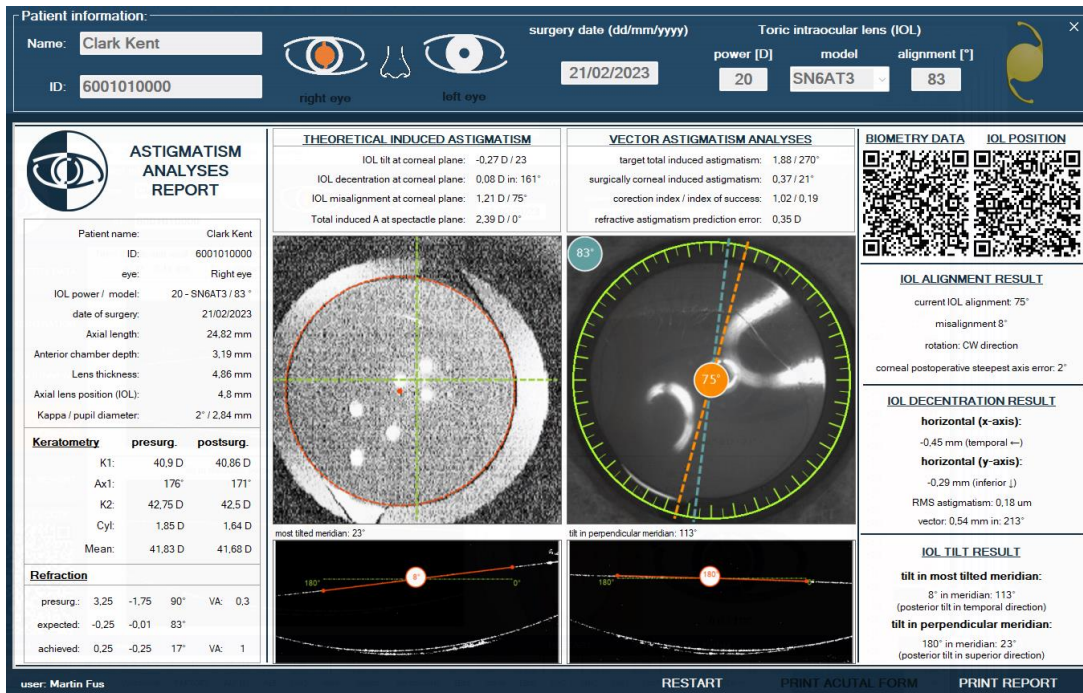 Patient information:
Name: Clark Kent
ID: 6001010000
right eye
left eye
surgery date (dd/mm/yyyy)
21/02/2023
Toric intraocular lens (IOL)
power [D] model alignment [°]
20 SN6AT3 83
×
ASTIGMATISM
ANALYSES
REPORT
Patient name: Clark Kent
ID: 6001010000
eye: Right eye
IOL power / model: 20 - SN6AT3 / 83 °
date of surgery: 21/02/2023
Axial length: 24,82 mm
Anterior chamber depth: 3,19 mm
Lens thickness: 4,86 mm
Axial lens position (IOL): 4,8 mm
Kappa / pupil diameter: 2° / 2,84 mm
Keratometry presurg. postsurg.
K1: 40,9 D 40,86 D
Ax1: 176° 171°
K2: 42,75 D 42,5 D
Cyl: 1,85 D 1,64 D
Mean: 41,83 D 41,68 D
Refraction
presurg.: 3,25 -1,75 90° VA: 0,3
expected: -0,25 -0,01 83°
achieved: 0,25 -0,25 17° VA: 1
THEORETICAL INDUCED ASTIGMATISM
IOL tilt at corneal plane: -0,27 D / 23
IOL decentration at corneal plane: 0,08 D in: 161°
IOL misalignment at corneal plane: 1,21 D / 75°
Total induced A at spectactle plane: 2,39 D / 0°
VECTOR ASTIGMATISM ANALYSES
target total induced astigmatism: 1,88 / 270°
surgically corneal induced astigmatism: 0,37 / 21°
corection index / index of success: 1,02 / 0,19
refractive astigmatism prediction error: 0,35 D
83°
75°
most tilted meridian: 23°
180° 8° 0°
tilt in perpendicular meridian: 113°
180° 180
BIOMETRY DATA IOL POSITION
IOL ALIGNMENT RESULT
current IOL alignment: 75°
misalignment 8°
rotation: CW direction
corneal postoperative steepest axis error: 2°
IOL DECENTRATION RESULT
horizontal (x-axis):
-0,45 mm (temporal ←)
horizontal (y-axis):
-0,29 mm (inferior ↓)
RMS astigmatism: 0,18 um
vector: 0,54 mm in: 213°
IOL TILT RESULT
tilt in most tilted meridian:
8° in meridian: 113°
(posterior tilt in temporal direction)
tilt in perpendicular meridian:
180° in meridian: 23°
(posterior tilt in superior direction)
user: Martin Fus
RESTART
PRINT ACUTAL FORM
PRINT REPORT